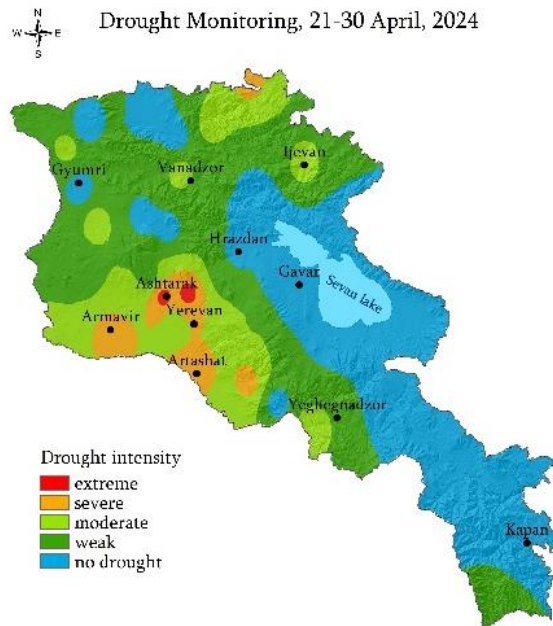 Drought Monitoring, 21-30 April, 2024
N
W E
S
Ijevan
Gyumri
Vanadzor
Hrazdan
Gavar
Sevan lake
Ashtarak
Yerevan
Armavir
Artashat
Yeghegnadzor
Kapan
Drought intensity
extreme
severe
moderate
weak
no drought